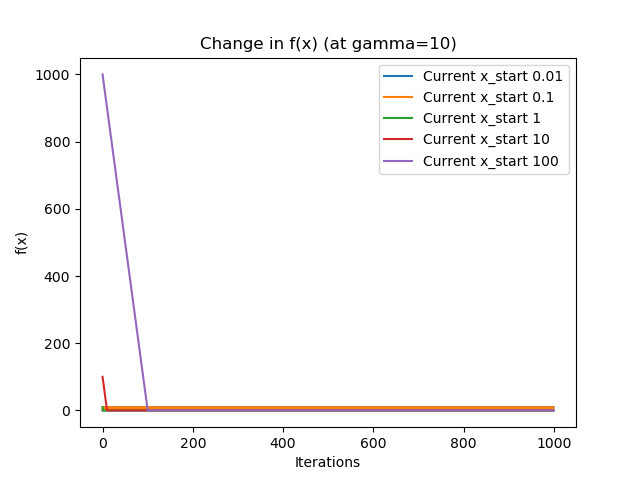 Change in f(x) (at gamma=10)
Current x_start 0.01
Current x_start 0.1
Current x_start 1
Current x_start 10
Current x_start 100
f(x)
1000
800
600
400
200
0
0 200 400 600 800 1000
Iterations